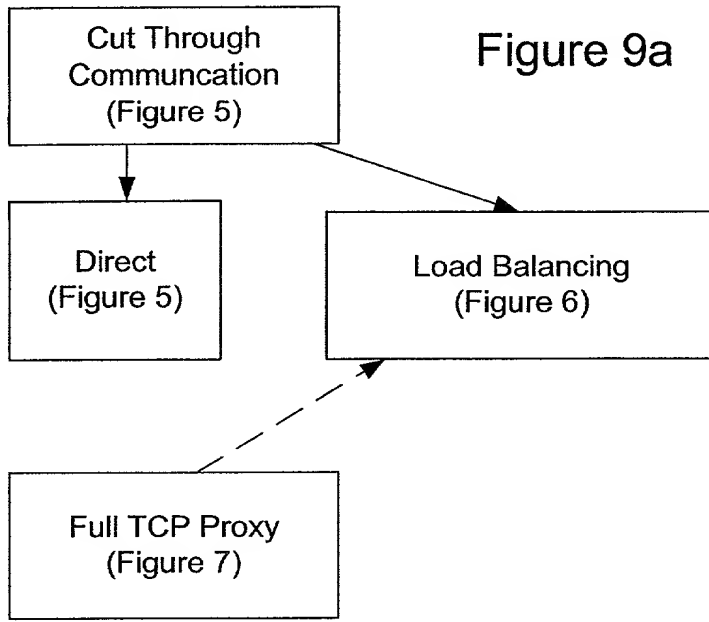 Cut Through
Communcation
(Figure 5)
Figure 9a
Direct
(Figure 5)
Load Balancing
(Figure 6)
Full TCP Proxy
(Figure 7)